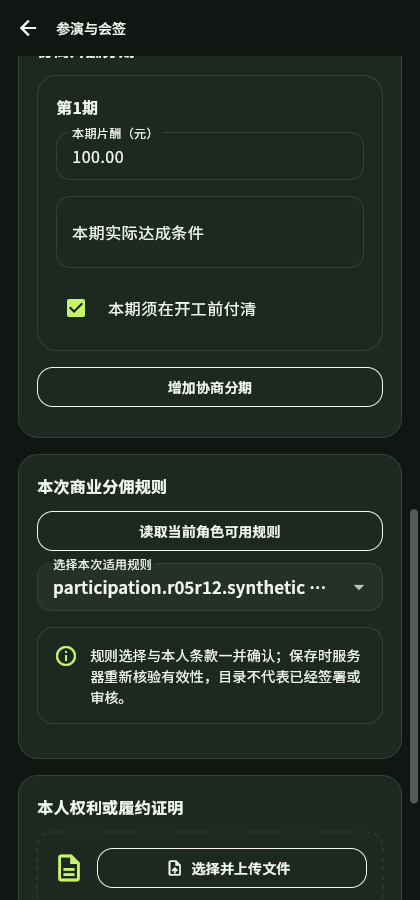 参演与会签
第1期
本期片酬（元）
100.00
本期实际达成条件
本期须在开工前付清
增加协商分期
本次商业分佣规则
读取当前角色可用规则
选择本次适用规则
participation.r05r12.synthetic ···
规则选择与本人条款一并确认；保存时服务
器重新核验有效性，目录不代表已经签署或
审核。
本人权利或履约证明
选择并上传文件